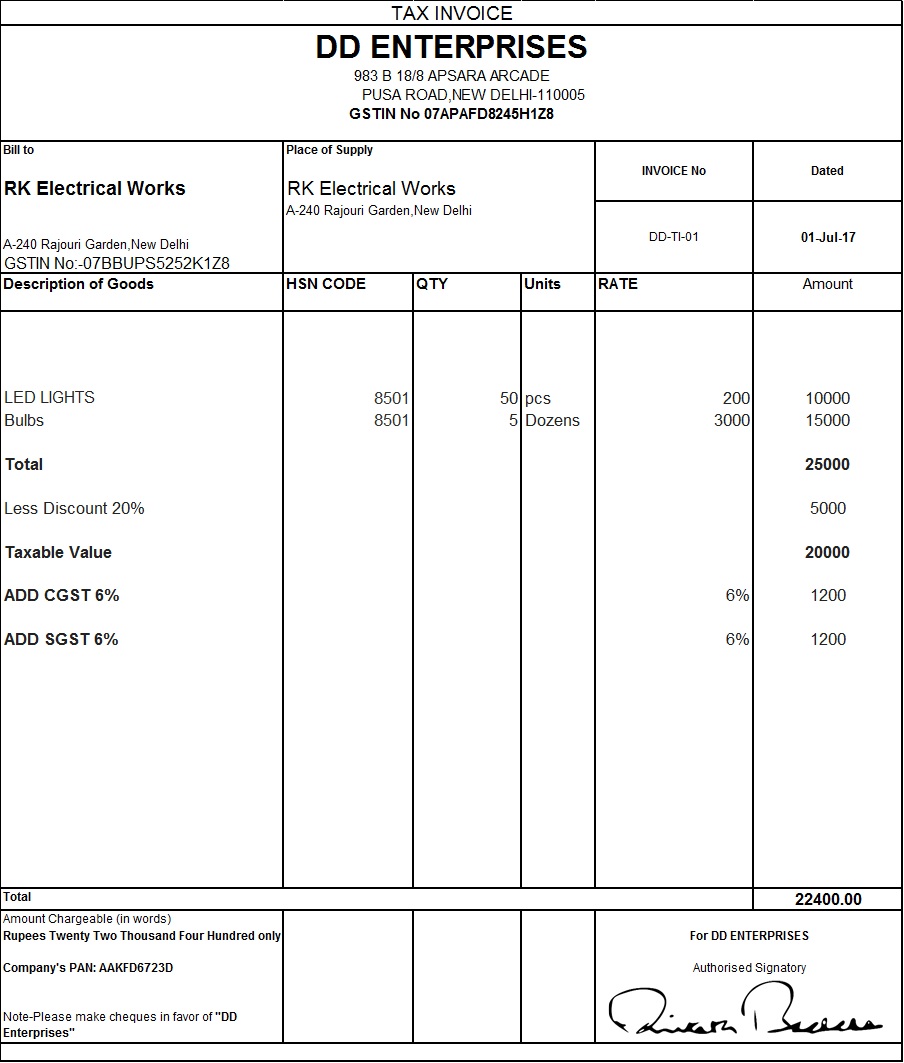 TAX INVOICE
DD ENTERPRISES
983 B 18/8 APSARA ARCADE
PUSA ROAD,NEW DELHI-110005
GSTIN No 07APAFD8245H1Z8
Bill to
RK Electrical Works
A-240 Rajouri Garden,New Delhi
GSTIN No:-07BBUPS5252K1Z8
Place of Supply
RK Electrical Works
A-240 Rajouri Garden,New Delhi
INVOICE No Dated
DD-TI-01 01-Jul-17
Description of Goods HSN CODE QTY Units RATE Amount
LED LIGHTS 8501 50 pcs 200 10000
Bulbs 8501 5 Dozens 3000 15000
Total 25000
Less Discount 20% 5000
Taxable Value 20000
ADD CGST 6% 6% 1200
ADD SGST 6% 6% 1200
Total 22400.00
Amount Chargeable (in words)
Rupees Twenty Two Thousand Four Hundred only
Company's PAN: AAKFD6723D
Note-Please make cheques in favor of "DD
Enterprises"
For DD ENTERPRISES
Authorised Signatory